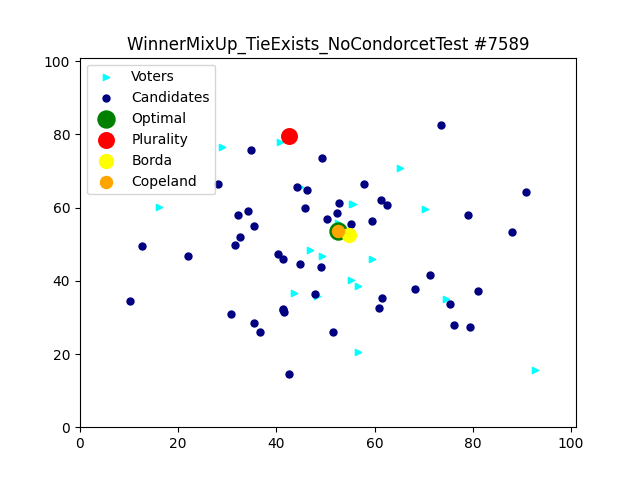 WinnerMixUp_TieExists_NoCondorcetTest #7589
Voters
Candidates
Optimal
Plurality
Borda
Copeland
100
80
60
40
20
0
0 20 40 60 80 100